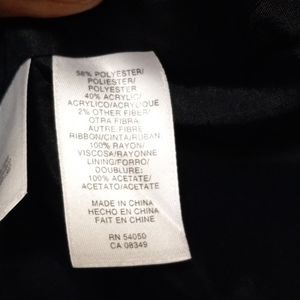 58% POLYESTER/
POLIESTER/
POLYESTER
40% ACRYLIC/
ACRYLICO/ACRYLIQUE
2% OTHER FIBER/
OTRA FIBRA/
AUTRE FIBRE
RIBBON/CINTA/RUBAN:
100% RAYON/
VISCOSA/RAYONNE
LINING/FORRO/
DOUBLURE:
100% ACETATE/
ACETATO/ACETATE
MADE IN CHINA
HECHO EN CHINA
FAIT EN CHINE
RN 54050
CA 08349